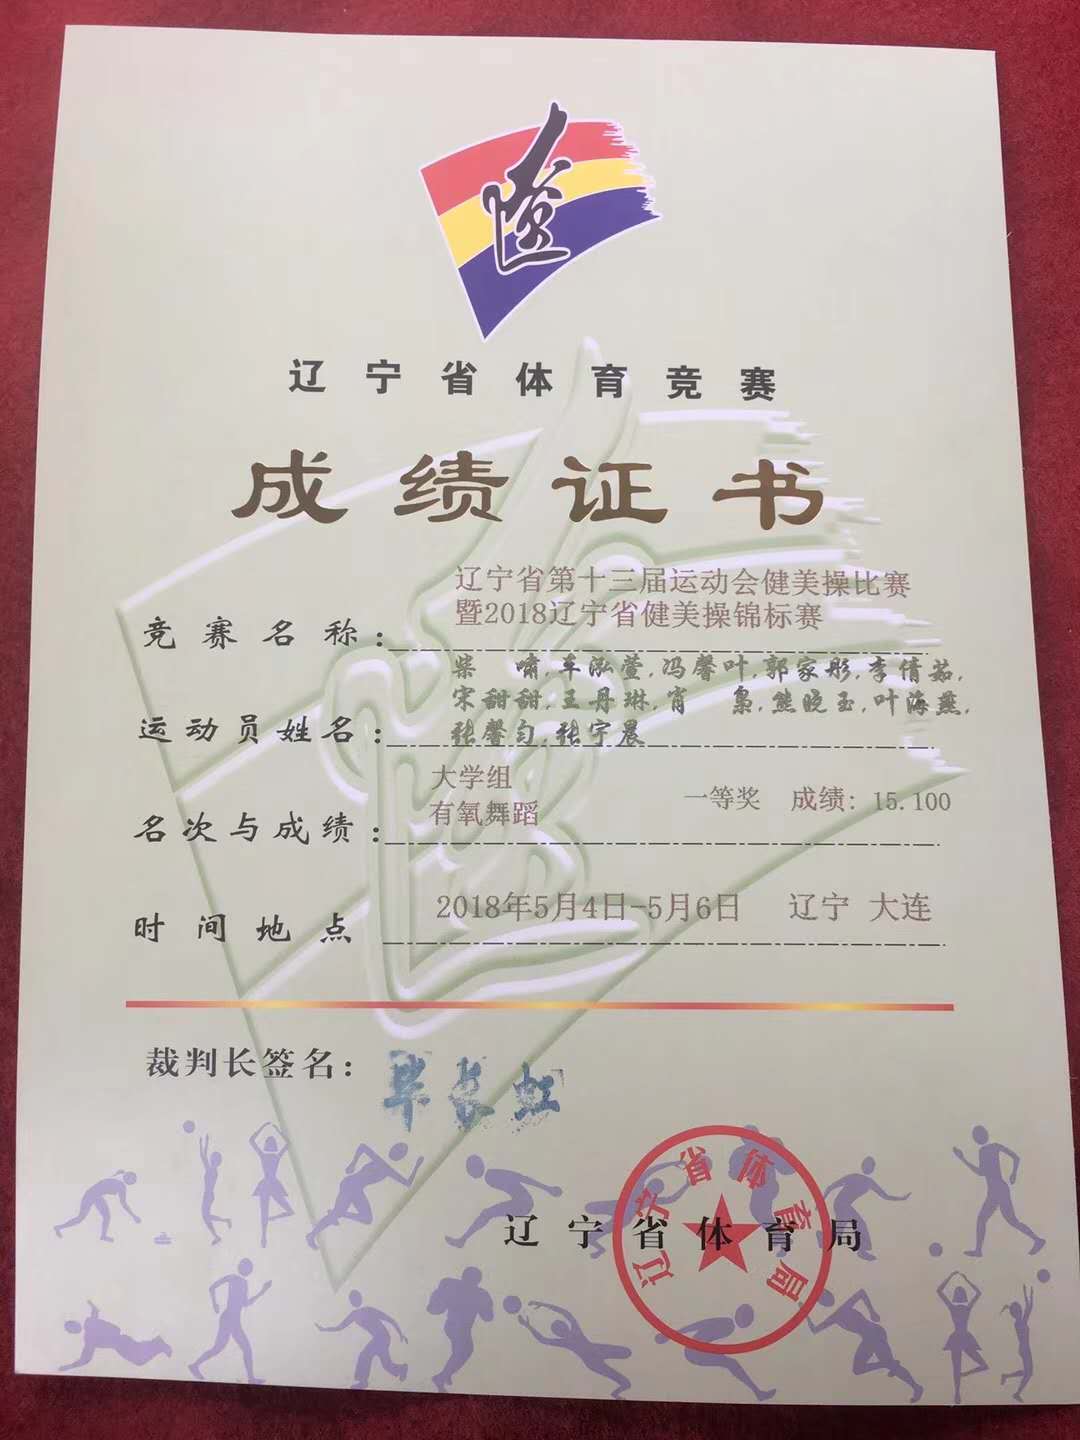 辽
辽宁省体育竞赛
成绩证书
竞赛名称：
辽宁省第十三届运动会健美操比赛
暨2018辽宁省健美操锦标赛
运动员姓名：
柴 啸,车泓萱,冯馨叶,郭家彤,李倩茹,
宋甜甜,王丹琳,肖 枭,熊晓玉,叶海燕,
张馨匀,张宇晨
名次与成绩：
大学组
有氧舞蹈 一等奖 成绩: 15.100
时间地点
2018年5月4日-5月6日 辽宁 大连
裁判长签名：毕长虹
辽宁省体育局
辽宁省体育局